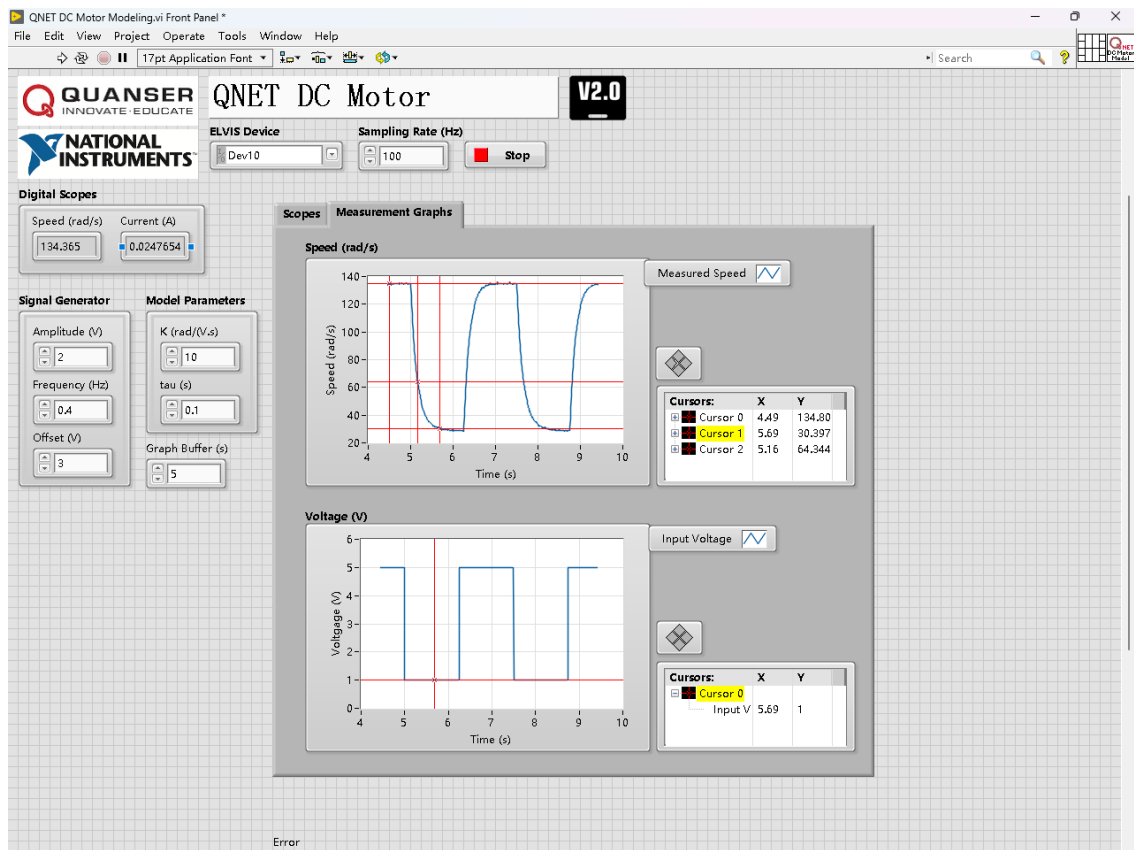 QNET DC Motor Modeling.vi Front Panel *
File Edit View Project Operate Tools Window Help
17pt Application Font
Search
QNET
DC Motor
Model
QUANSER
INNOVATE·EDUCATE
QNET DC Motor
V2.0
NATIONAL
INSTRUMENTS
ELVIS Device
Dev10
Sampling Rate (Hz)
100
Stop
Digital Scopes
Speed (rad/s) Current (A)
134.365 0.0247654
Signal Generator
Amplitude (V)
2
Frequency (Hz)
0.4
Offset (V)
3
Model Parameters
K (rad/(V.s)
10
tau (s)
0.1
Graph Buffer (s)
5
Scopes Measurement Graphs
Speed (rad/s)
Measured Speed
140
120
100
80
60
40
20
Speed (rad/s)
4 5 6 7 8 9 10
Time (s)
Cursors: X Y
Cursor 0 4.49 134.80
Cursor 1 5.69 30.397
Cursor 2 5.16 64.344
Voltage (V)
Input Voltage
6
5
4
3
2
1
0
Voltgage (V)
4 5 6 7 8 9 10
Time (s)
Cursors: X Y
Cursor 0
Input V 5.69 1
Error